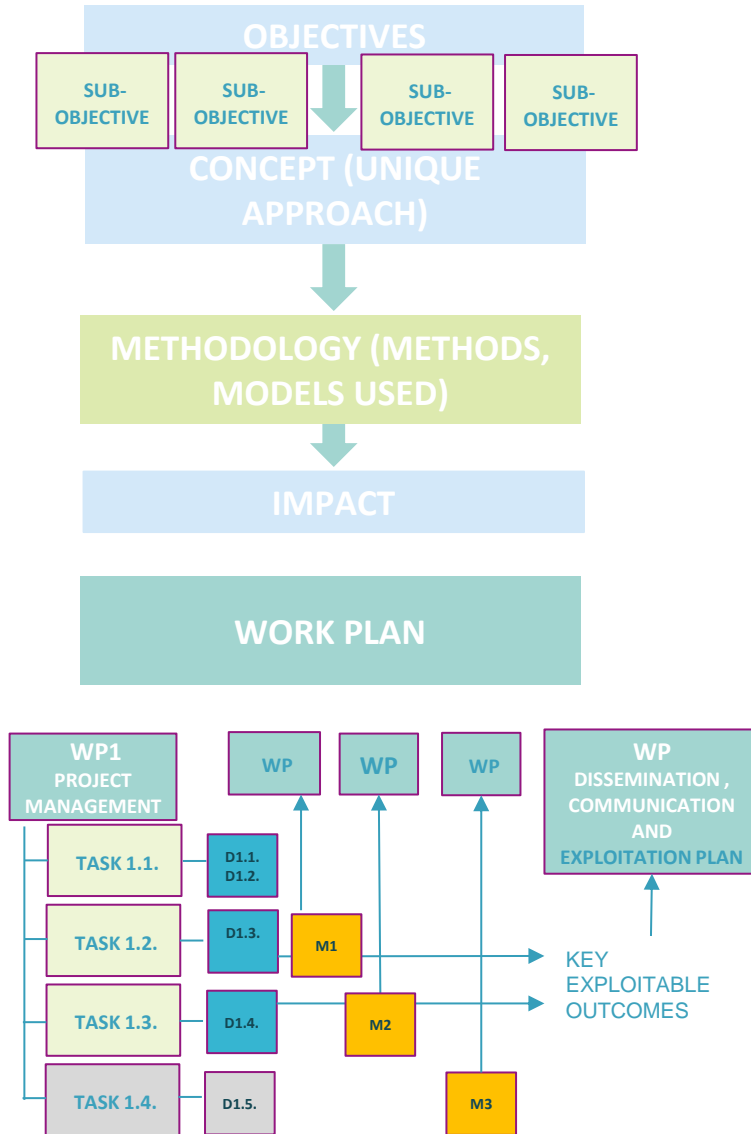 OBJECTIVES
SUB-
OBJECTIVE
SUB-
OBJECTIVE
SUB-
OBJECTIVE
SUB-
OBJECTIVE
CONCEPT (UNIQUE
APPROACH)
METHODOLOGY (METHODS,
MODELS USED)
IMPACT
WORK PLAN
WP1
PROJECT
MANAGEMENT
WP
WP
WP
WP
DISSEMINATION ,
COMMUNICATION
AND
EXPLOITATION PLAN
TASK 1.1.
D1.1.
D1.2.
TASK 1.2.
D1.3.
M1
KEY
EXPLOITABLE
OUTCOMES
TASK 1.3.
D1.4.
M2
TASK 1.4.
D1.5.
M3